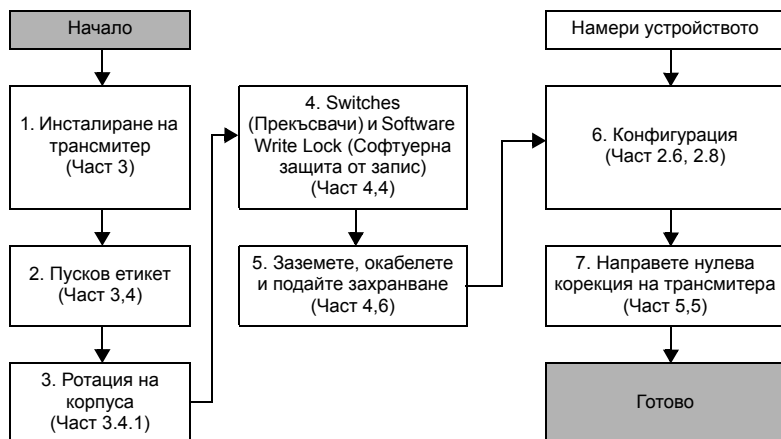 Начало
1. Инсталиране на
трансмитер
(Част 3)
2. Пусков етикет
(Част 3,4)
3. Ротация на
корпуса
(Част 3.4.1)
4. Switches
(Прекъсвачи) и Software
Write Lock (Софтуерна
защита от запис)
(Част 4,4)
5. Заземете, окабелете
и подайте захранване
(Част 4,6)
Намери устройството
6. Конфигурация
(Част 2.6, 2.8)
7. Направете нулева
корекция на трансмитера
(Част 5,5)
Готово